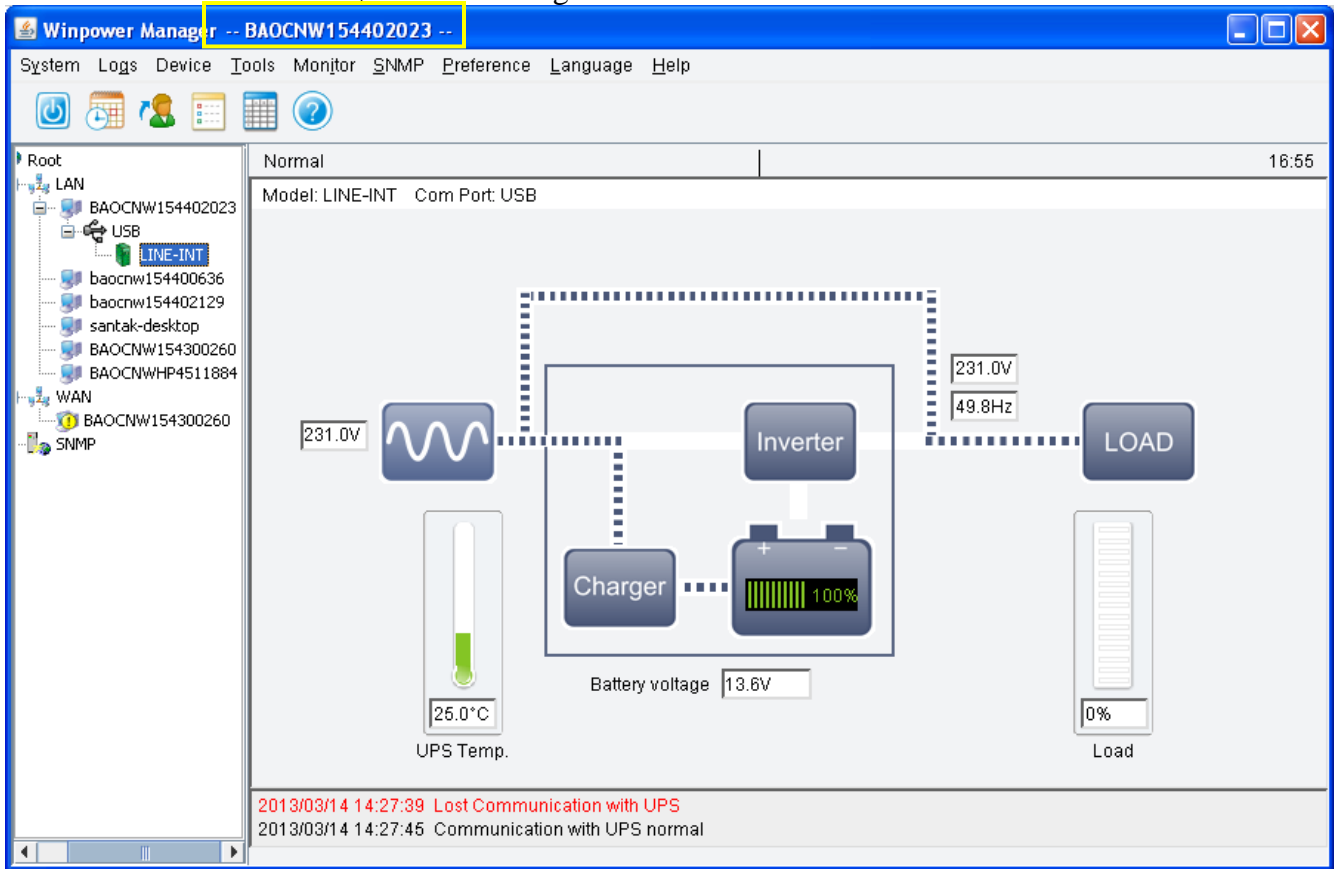 Winpower Manager -- BAOCNW154402023 --
System Logs Device Tools Monitor SNMP Preference Language Help
Root
LAN
BAOCNW154402023
USB
LINE-INT
baocnw154400636
baocnw154402129
santak-desktop
BAOCNW154300260
BAOCNWHP4511884
WAN
BAOCNW154300260
SNMP
Normal 16:55
Model: LINE-INT Com Port: USB
231.0V
49.8Hz
231.0V
Inverter
LOAD
Charger
+ −
100%
Battery voltage 13.6V
25.0°C
UPS Temp.
0%
Load
2013/03/14 14:27:39 Lost Communication with UPS
2013/03/14 14:27:45 Communication with UPS normal